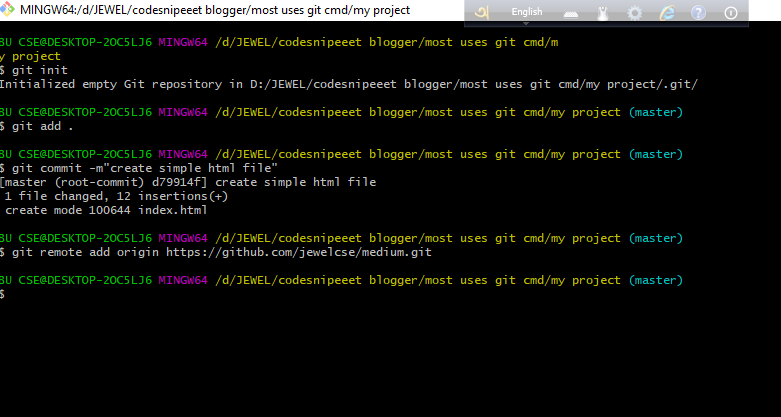 MINGW64:/d/JEWEL/codesnipeeet blogger/most uses git cmd/my project
অ English
BU CSE@DESKTOP-2OC5LJ6 MINGW64 /d/JEWEL/codesnipeeet blogger/most uses git cmd/m
y project
$ git init
Initialized empty Git repository in D:/JEWEL/codesnipeeet blogger/most uses git cmd/my project/.git/
BU CSE@DESKTOP-2OC5LJ6 MINGW64 /d/JEWEL/codesnipeeet blogger/most uses git cmd/my project (master)
$ git add .
BU CSE@DESKTOP-2OC5LJ6 MINGW64 /d/JEWEL/codesnipeeet blogger/most uses git cmd/my project (master)
$ git commit -m"create simple html file"
[master (root-commit) d79914f] create simple html file
1 file changed, 12 insertions(+)
create mode 100644 index.html
BU CSE@DESKTOP-2OC5LJ6 MINGW64 /d/JEWEL/codesnipeeet blogger/most uses git cmd/my project (master)
$ git remote add origin https://github.com/jewelcse/medium.git
BU CSE@DESKTOP-2OC5LJ6 MINGW64 /d/JEWEL/codesnipeeet blogger/most uses git cmd/my project (master)
$